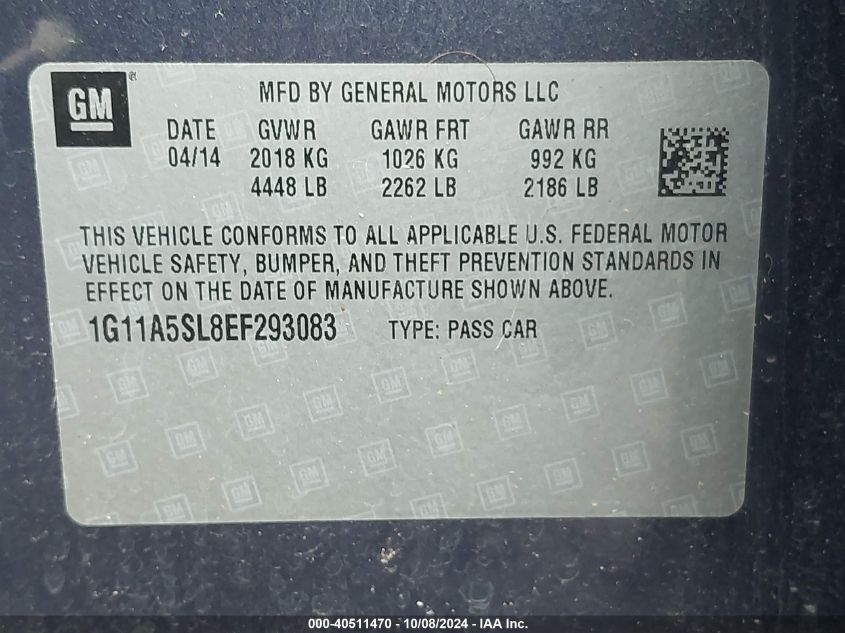 GM
MFD BY GENERAL MOTORS LLC
DATE GVWR GAWR FRT GAWR RR
04/14 2018 KG 1026 KG 992 KG
4448 LB 2262 LB 2186 LB
THIS VEHICLE CONFORMS TO ALL APPLICABLE U.S. FEDERAL MOTOR
VEHICLE SAFETY, BUMPER, AND THEFT PREVENTION STANDARDS IN
EFFECT ON THE DATE OF MANUFACTURE SHOWN ABOVE.
1G11A5SL8EF293083 TYPE: PASS CAR
000-40511470 - 10/08/2024 - IAA Inc.